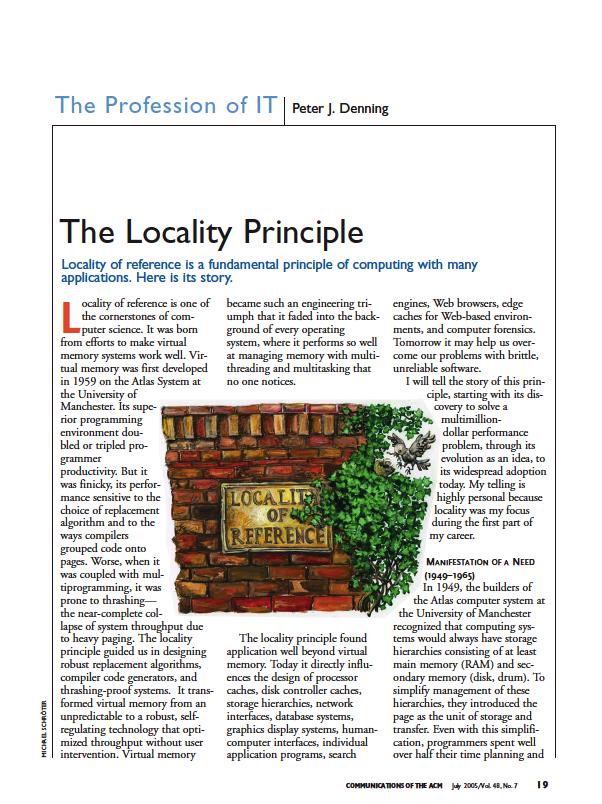 The Profession of IT
Peter J. Denning
The Locality Principle
Locality of reference is a fundamental principle of computing with many
applications. Here is its story.
Locality of reference is one of
the cornerstones of com-
puter science. It was born
from efforts to make virtual
memory systems work well. Vir-
tual memory was first developed
in 1959 on the Atlas System at
the University of
Manchester. Its supe-
rior programming
environment dou-
bled or tripled pro-
grammer
productivity. But it
was finicky, its perfor-
mance sensitive to the
choice of replacement
algorithm and to the
ways compilers
grouped code onto
pages. Worse, when it
was coupled with mul-
tiprogramming, it was
prone to thrashing—
the near-complete col-
lapse of system throughput due
to heavy paging. The locality
principle guided us in designing
robust replacement algorithms,
compiler code generators, and
thrashing-proof systems. It trans-
formed virtual memory from an
unpredictable to a robust, self-
regulating technology that opti-
mized throughput without user
intervention. Virtual memory
became such an engineering tri-
umph that it faded into the back-
ground of every operating
system, where it performs so well
at managing memory with multi-
threading and multitasking that
no one notices.
LOCALIT
OF
REFERENCE
The locality principle found
application well beyond virtual
memory. Today it directly influ-
ences the design of processor
caches, disk controller caches,
storage hierarchies, network
interfaces, database systems,
graphics display systems, human-
computer interfaces, individual
application programs, search
engines, Web browsers, edge
caches for Web-based environ-
ments, and computer forensics.
Tomorrow it may help us over-
come our problems with brittle,
unreliable software.
I will tell the story of this prin-
ciple, starting with its dis-
covery to solve a
multimillion-
dollar performance
problem, through its
evolution as an idea, to
its widespread adoption
today. My telling is
highly personal because
locality was my focus
during the first part of
my career.
MANIFESTATION OF A NEED
(1949–1965)
In 1949, the builders of
the Atlas computer system at
the University of Manchester
recognized that computing sys-
tems would always have storage
hierarchies consisting of at least
main memory (RAM) and sec-
ondary memory (disk, drum). To
simplify management of these
hierarchies, they introduced the
page as the unit of storage and
transfer. Even with this simplifi-
cation, programmers spent well
over half their time planning and
MICHAEL SCHRÖTER
COMMUNICATIONS OF THE ACM July 2005/Vol. 48, No. 7 19